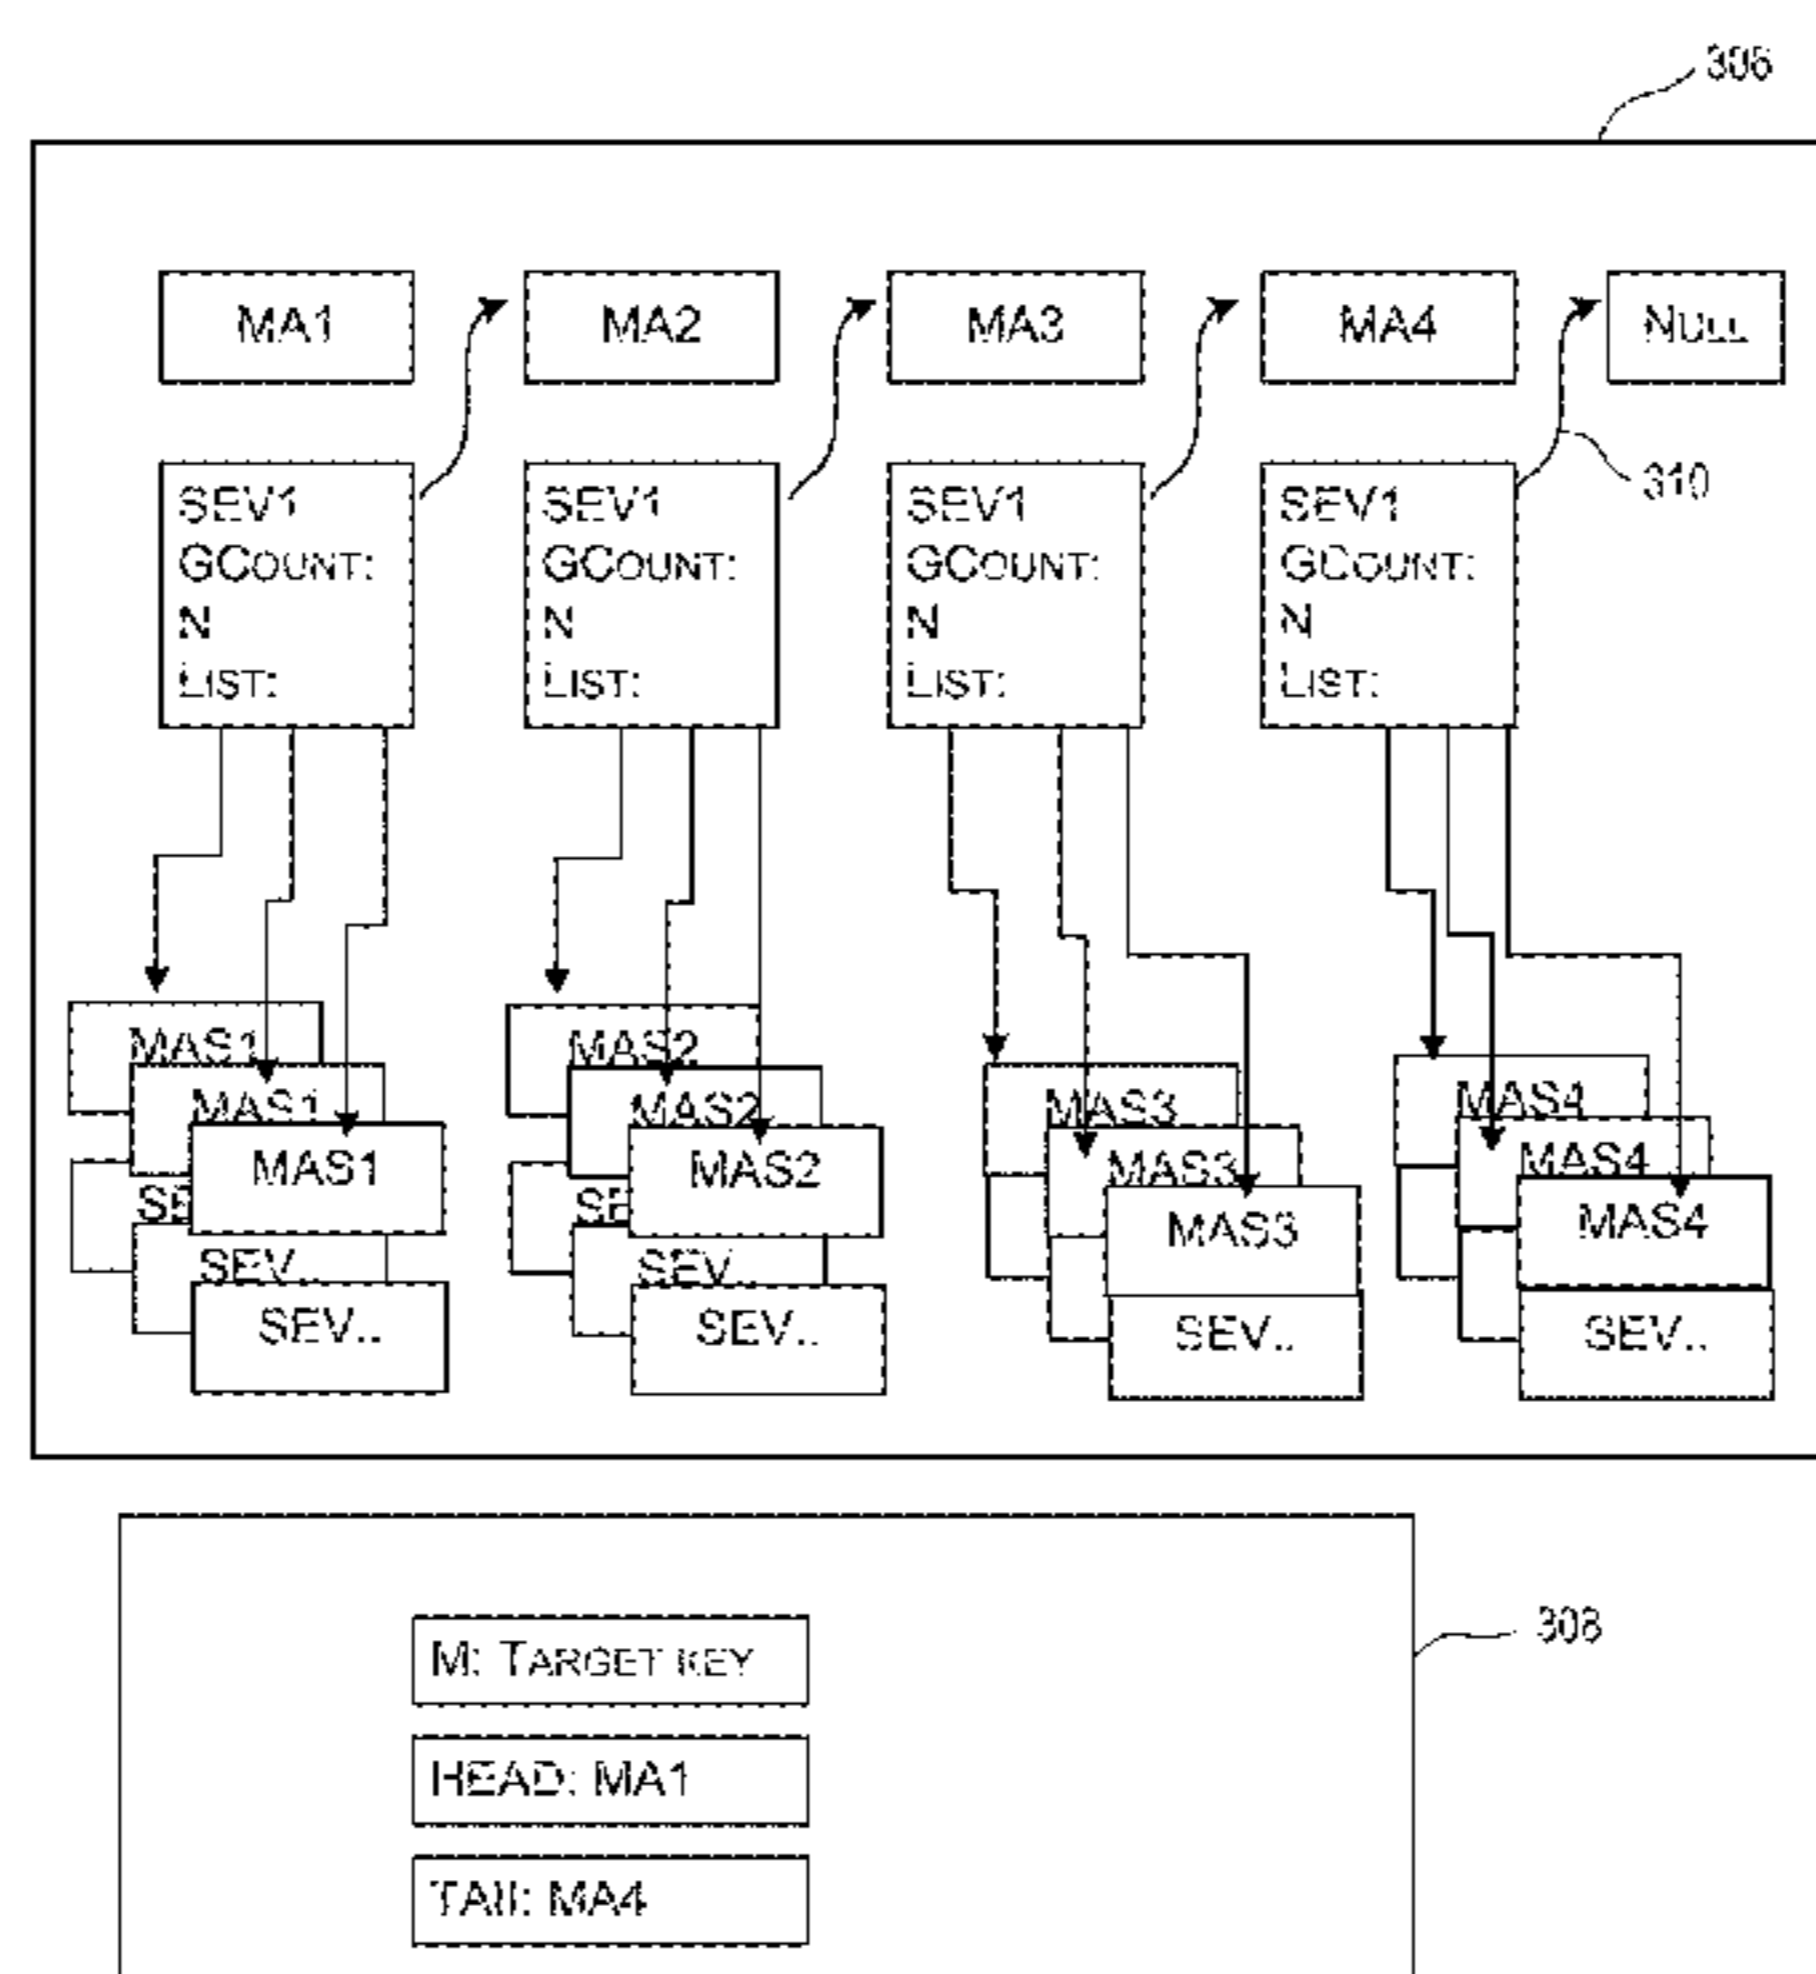 306
MA1
MA2
MA3
MA4
NULL
SEV1
GCOUNT:
N
LIST:
SEV1
GCOUNT:
N
LIST:
SEV1
GCOUNT:
N
LIST:
SEV1
GCOUNT:
N
LIST:
310
MAS1
MAS1
MAS1
SE
SEV
SEV..
MAS2
MAS2
MAS2
SE
SEV
SEV..
MAS3
MAS3
MAS3
SEV..
MAS4
MAS4
MAS4
SEV..
308
M: TARGET KEY
HEAD: MA1
TAIL: MA4